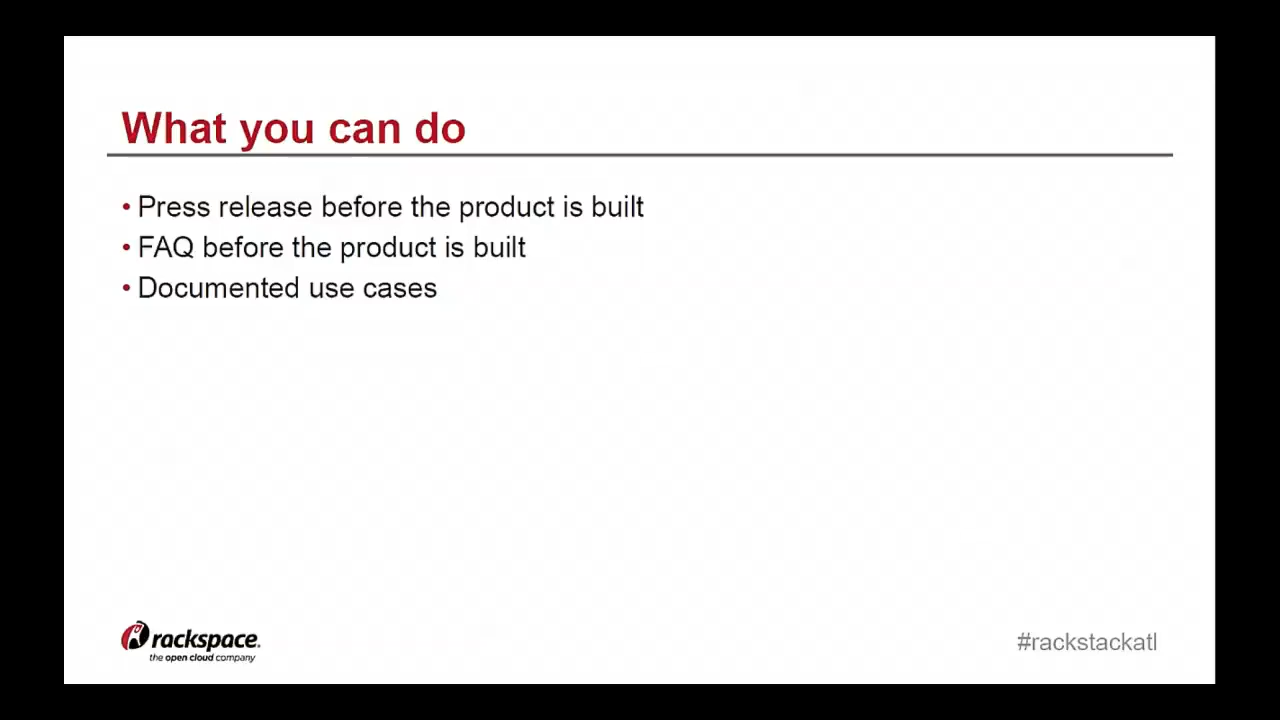 What you can do
• Press release before the product is built
• FAQ before the product is built
• Documented use cases
rackspace.
the open cloud company
#rackstackatl